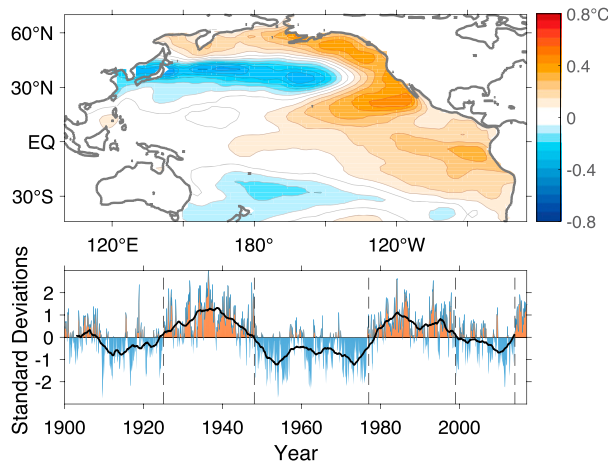 60°N
30°N
EQ
30°S
120°E 180° 120°W
0.8°C
0.4
0
-0.4
-0.8
Standard Deviations
2
1
0
-1
-2
1900 1920 1940 1960 1980 2000
Year